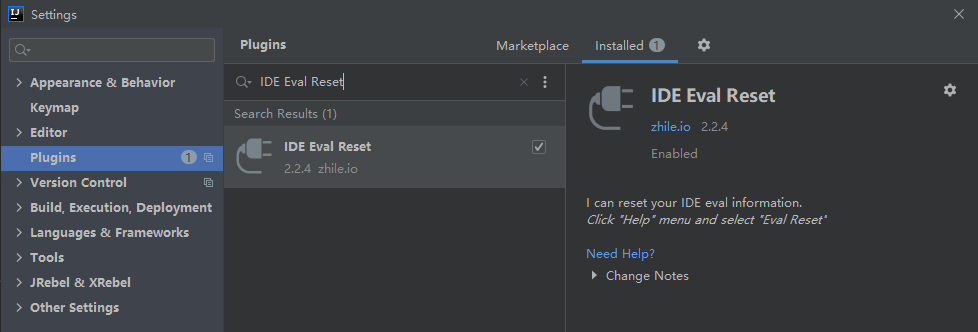 IJ Settings
Appearance & Behavior
Keymap
Editor
Plugins 1
Version Control
Build, Execution, Deployment
Languages & Frameworks
Tools
JRebel & XRebel
Other Settings
Plugins Marketplace Installed 1
IDE Eval Reset
Search Results (1)
IDE Eval Reset
2.2.4 zhile.io
IDE Eval Reset
zhile.io 2.2.4
Enabled
I can reset your IDE eval information.
Click "Help" menu and select "Eval Reset"
Need Help?
Change Notes